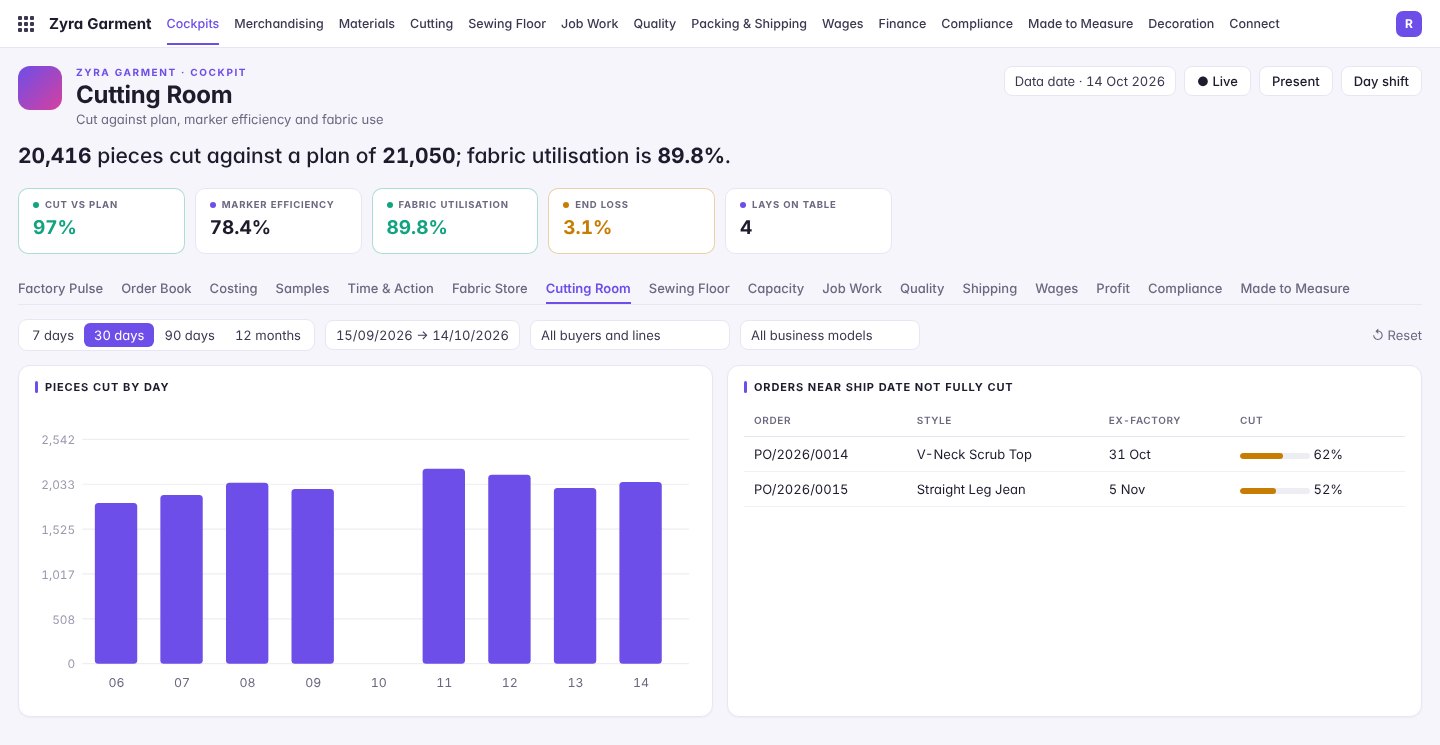 Zyra Garment Cockpits Merchandising Materials Cutting Sewing Floor Job Work Quality Packing & Shipping Wages Finance Compliance Made to Measure Decoration Connect R
ZYRA GARMENT · COCKPIT
Cutting Room
Cut against plan, marker efficiency and fabric use
Data date · 14 Oct 2026 Live Present Day shift
20,416 pieces cut against a plan of 21,050; fabric utilisation is 89.8%.
CUT VS PLAN MARKER EFFICIENCY FABRIC UTILISATION END LOSS LAYS ON TABLE
97% 78.4% 89.8% 3.1% 4
Factory Pulse Order Book Costing Samples Time & Action Fabric Store Cutting Room Sewing Floor Capacity Job Work Quality Shipping Wages Profit Compliance Made to Measure
7 days 30 days 90 days 12 months 15/09/2026 → 14/10/2026 All buyers and lines All business models Reset
PIECES CUT BY DAY
2,542
2,033
1,525
1,017
508
0
06 07 08 09 10 11 12 13 14
ORDERS NEAR SHIP DATE NOT FULLY CUT
ORDER STYLE EX-FACTORY CUT
PO/2026/0014 V-Neck Scrub Top 31 Oct 62%
PO/2026/0015 Straight Leg Jean 5 Nov 52%